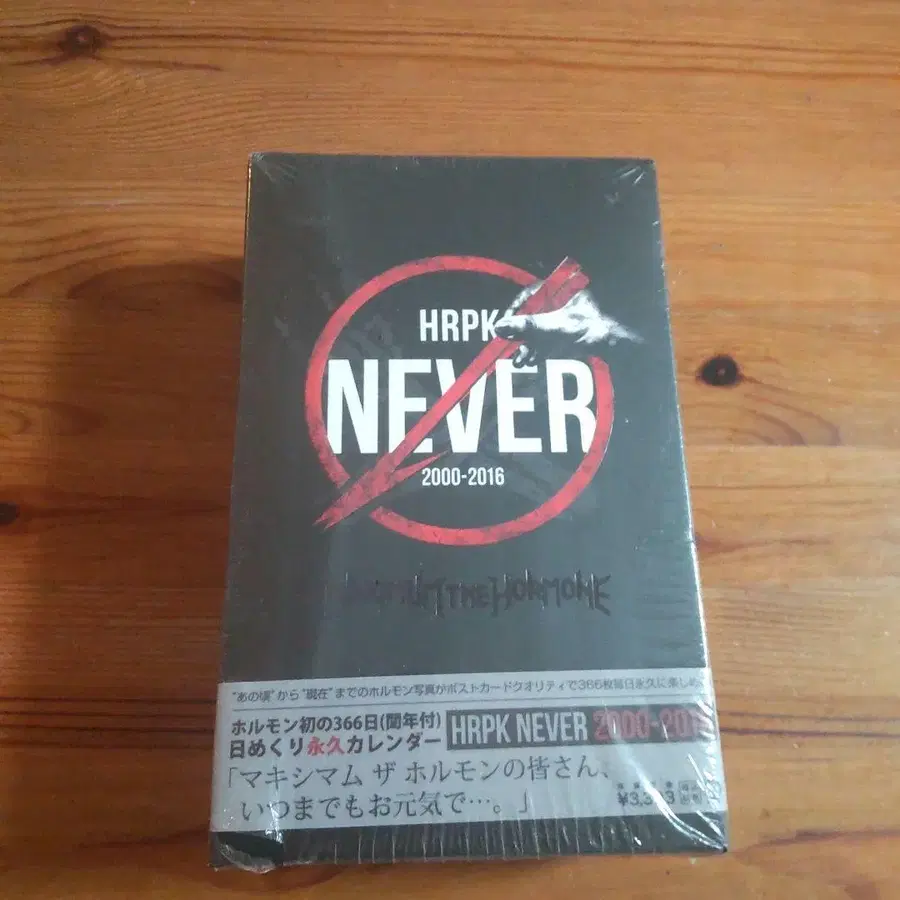 HRPK
NEVER
2000-2016
THE HORMONE
"あの頃"から"現在"までのホルモン写真がポストカードクオリティで366枚毎日永久に楽しめ
ホルモン初の366日(閏年付)
日めくり永久カレンダー
HRPK NEVER 2000-201
「マキシマム ザ ホルモンの皆さん、
いつまでもお元気で…。」